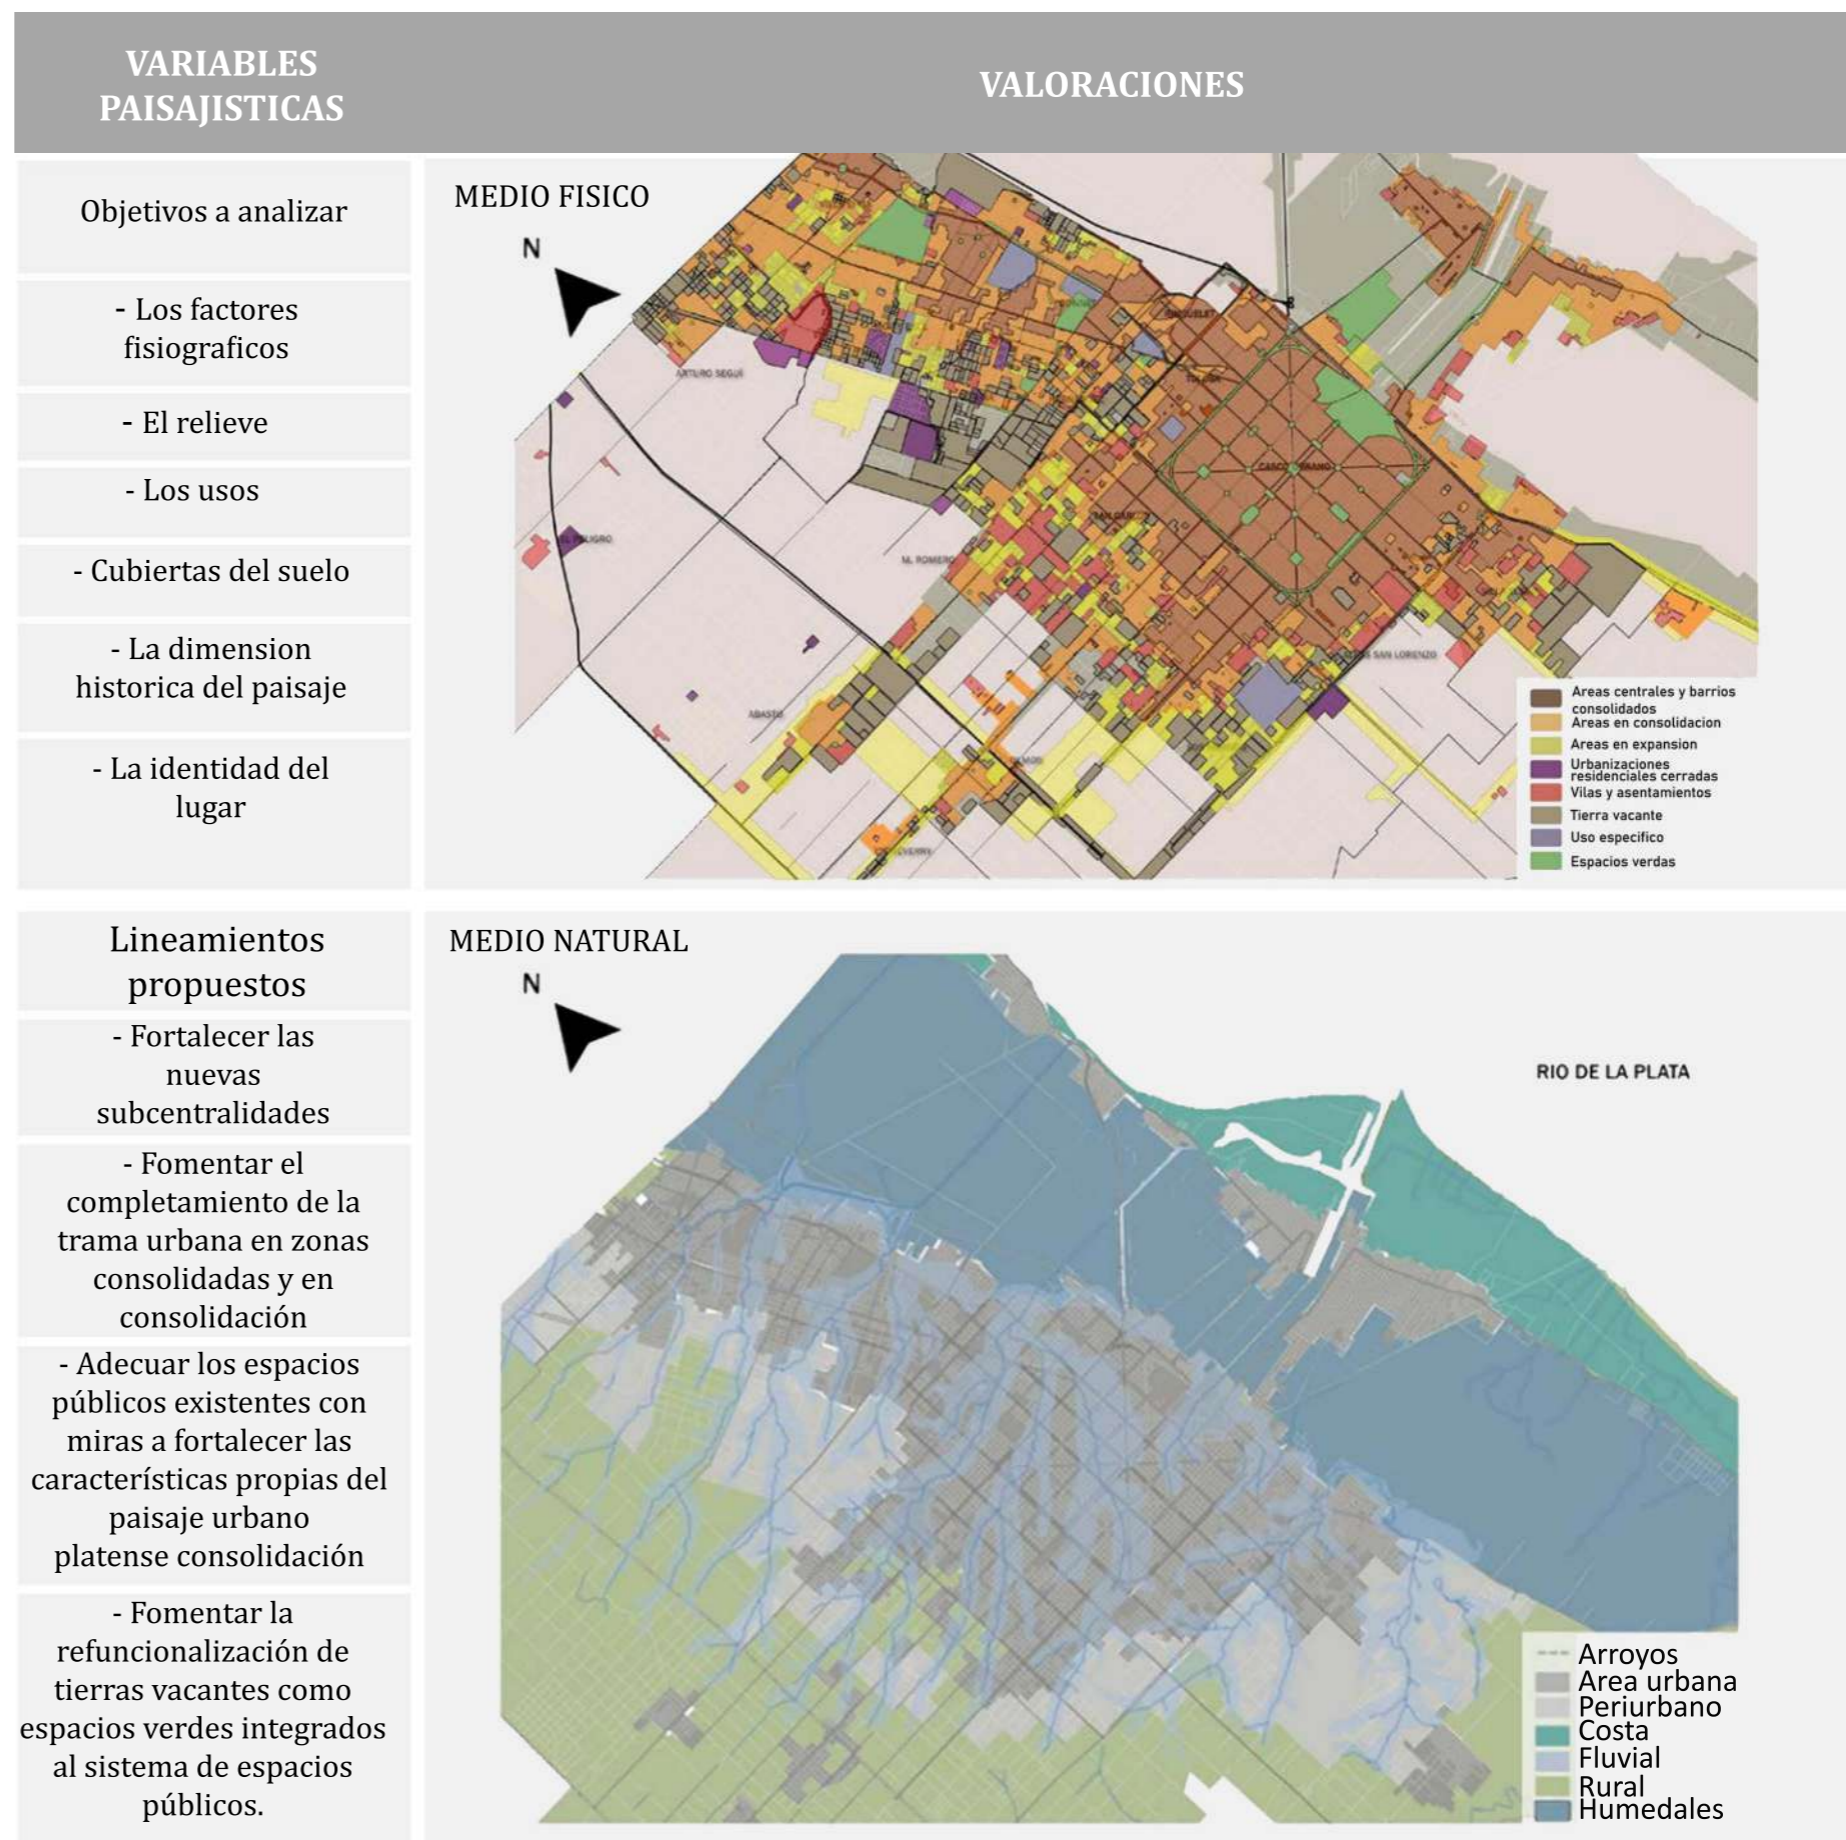 VARIABLES
PAISAJISTICAS
VALORACIONES
Objetivos a analizar
- Los factores
fisiograficos
- El relieve
- Los usos
- Cubiertas del suelo
- La dimension
historica del paisaje
- La identidad del
lugar
MEDIO FISICO
N
ARTURO SEGUÍ
CASCO URBANO
M. ROMERO
EL PELIGRO
SAN LORENZO
ABASTO
Areas centrales y barrios
consolidados
Areas en consolidacion
Areas en expansion
Urbanizaciones
residenciales cerradas
Vilas y asentamientos
Tierra vacante
Uso especifico
Espacios verdas
Lineamientos
propuestos
- Fortalecer las
nuevas
subcentralidades
- Fomentar el
completamiento de la
trama urbana en zonas
consolidadas y en
consolidación
- Adecuar los espacios
públicos existentes con
miras a fortalecer las
características propias del
paisaje urbano
platense consolidación
- Fomentar la
refuncionalización de
tierras vacantes como
espacios verdes integrados
al sistema de espacios
públicos.
MEDIO NATURAL
N
RIO DE LA PLATA
Arroyos
Area urbana
Periurbano
Costa
Fluvial
Rural
Humedales